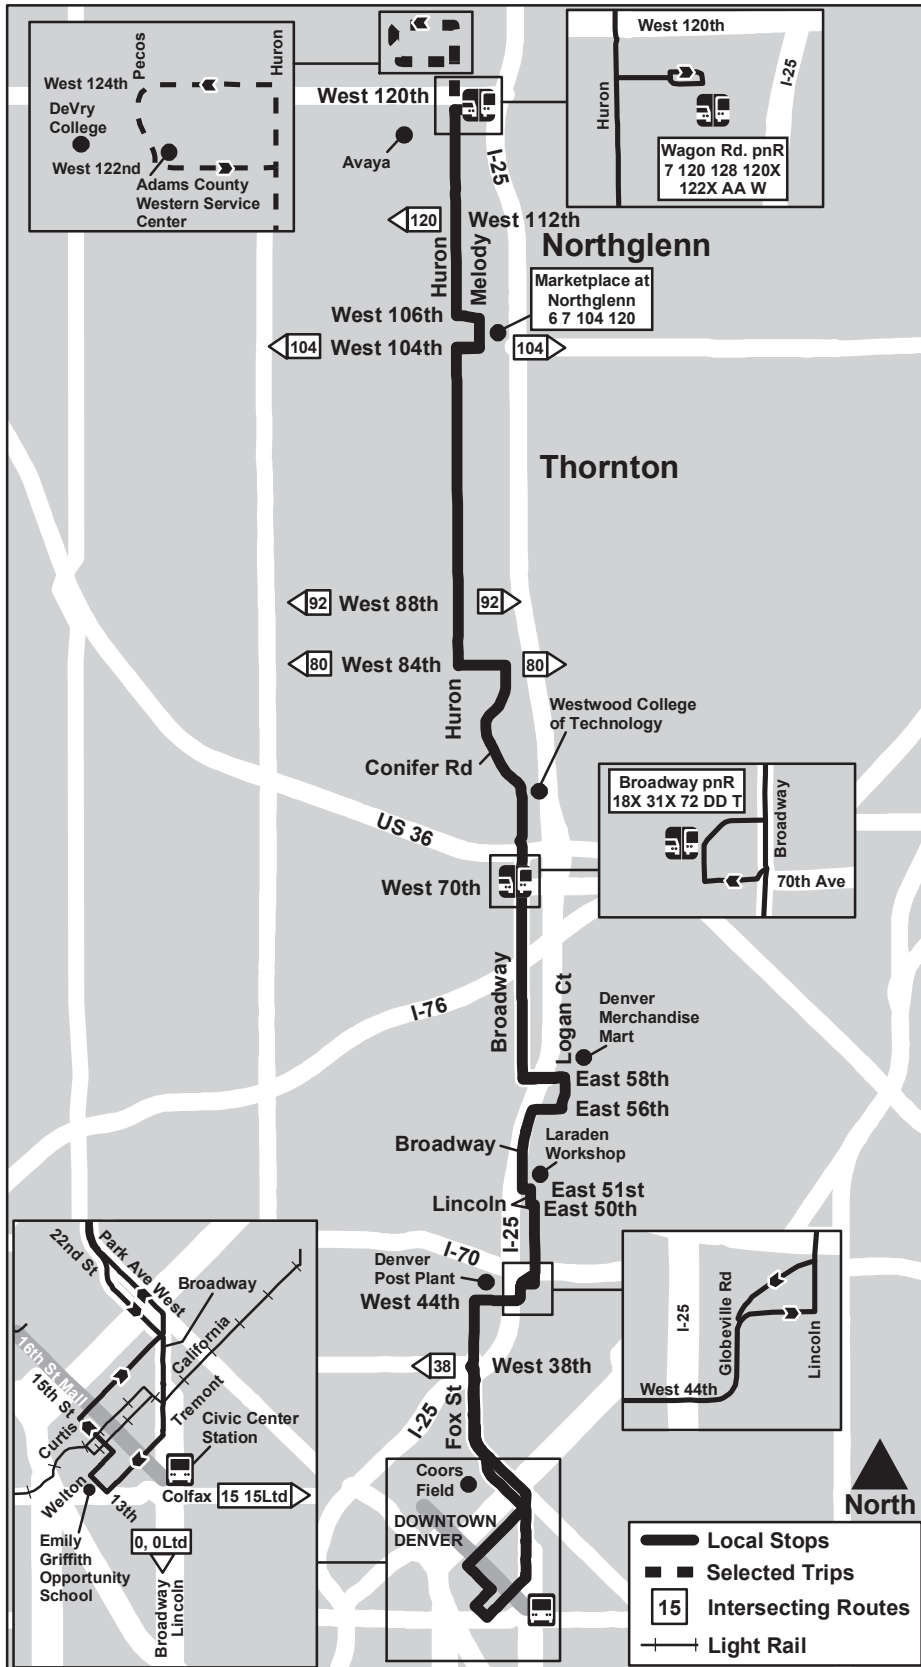 Pecos
Huron
West 124th
DeVry
College
West 122nd
Adams County
Western Service
Center
West 120th
Avaya
I-25
West 120th
I-25
Huron
Wagon Rd. pnR
7 120 128 120X
122X AA W
120
West 112th
Huron
Melody
Northglenn
Marketplace at
Northglenn
6 7 104 120
West 106th
104
West 104th
104
Thornton
92
West 88th
92
80
West 84th
80
Huron
Westwood College
of Technology
Conifer Rd
US 36
Broadway pnR
18X 31X 72 DD T
Broadway
70th Ave
West 70th
Broadway
I-76
Logan Ct
Denver
Merchandise
Mart
East 58th
East 56th
Broadway
Laraden
Workshop
East 51st
Lincoln
East 50th
I-25
I-70
Denver
Post Plant
West 44th
I-25
Globeville Rd
Lincoln
West 44th
38
West 38th
I-25
Fox St
22nd St
Park Ave West
Broadway
16th St Mall
15th St
California
Tremont
Curtis
Civic Center
Station
Welton
13th
Colfax
15 15Ltd
Emily
Griffith
Opportunity
School
0, 0Ltd
Broadway
Lincoln
Coors
Field
DOWNTOWN
DENVER
North
Local Stops
Selected Trips
15
Intersecting Routes
Light Rail